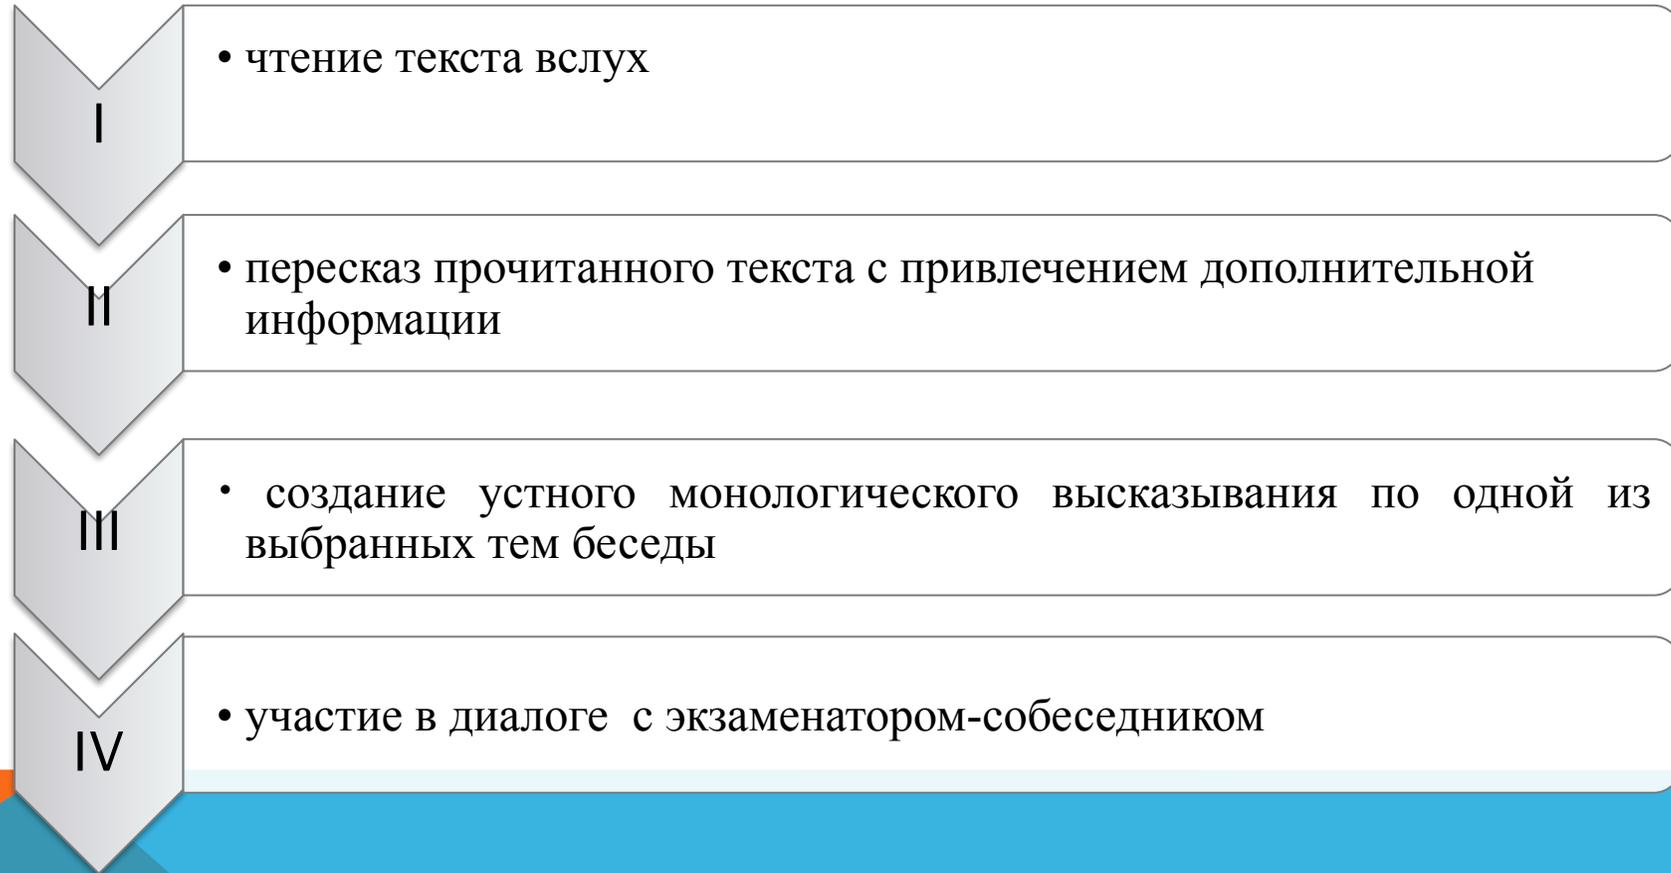 I
• чтение текста вслух
II
• пересказ прочитанного текста с привлечением дополнительной
информации
III
• создание устного монологического высказывания по одной из
выбранных тем беседы
IV
• участие в диалоге с экзаменатором-собеседником